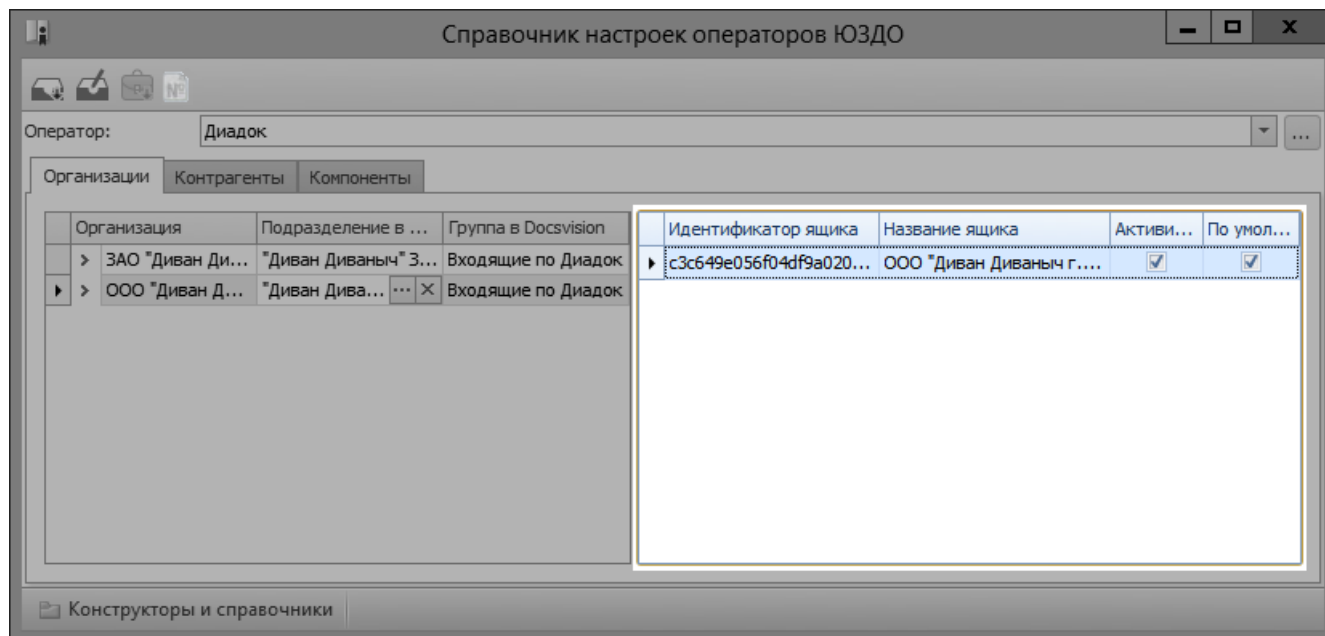 Справочник настроек операторов ЮЗДО
Оператор: Диадок
Организации Контрагенты Компоненты
Организация Подразделение в ... Группа в Docsvision Идентификатор ящика Название ящика Активи... По умол...
ЗАО "Диван Ди... "Диван Диваныч" З... Входящие по Диадок c3c649e056f04df9a020... ООО "Диван Диваныч г....
ООО "Диван Д... "Диван Дива... Входящие по Диадок
Конструкторы и справочники